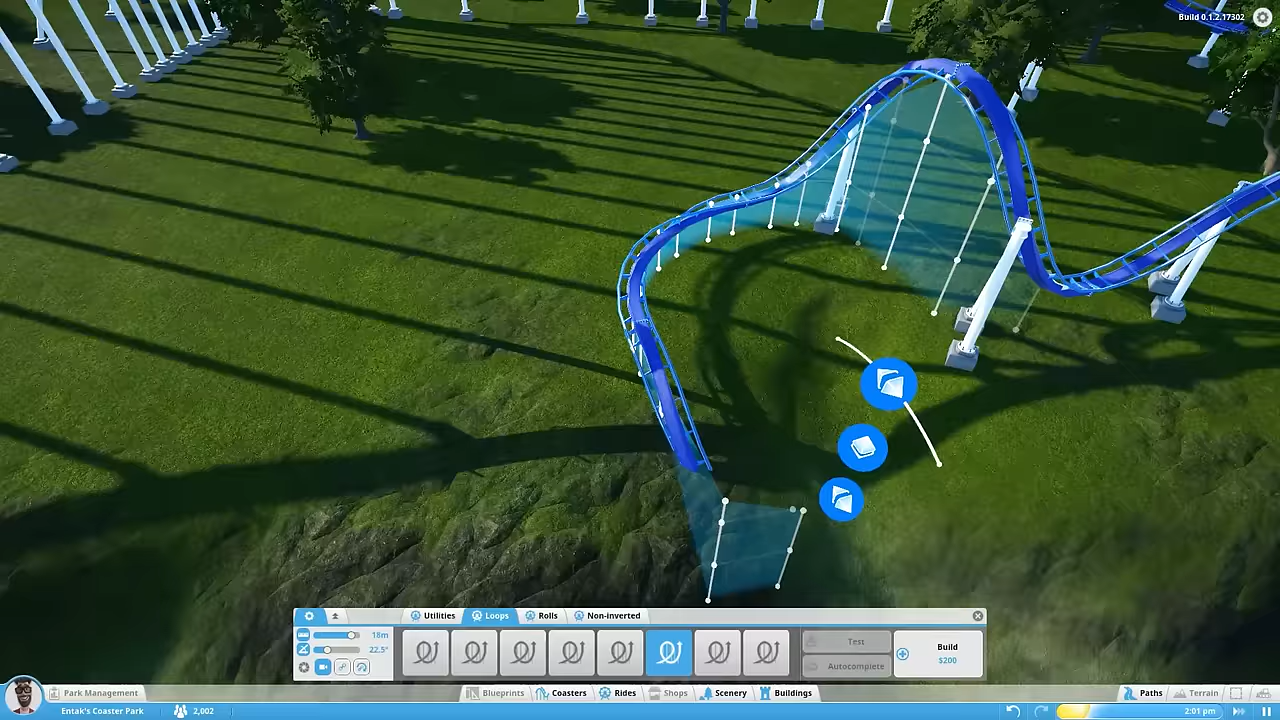 Build 0.1.2.17302
Utilities
Loops
Rolls
Non-inverted
18m
22.5°
Test
Autocomplete
Build
$200
Park Management
Blueprints
Coasters
Rides
Shops
Scenery
Buildings
Paths
Terrain
Entak's Coaster Park
2,002
2:01 pm